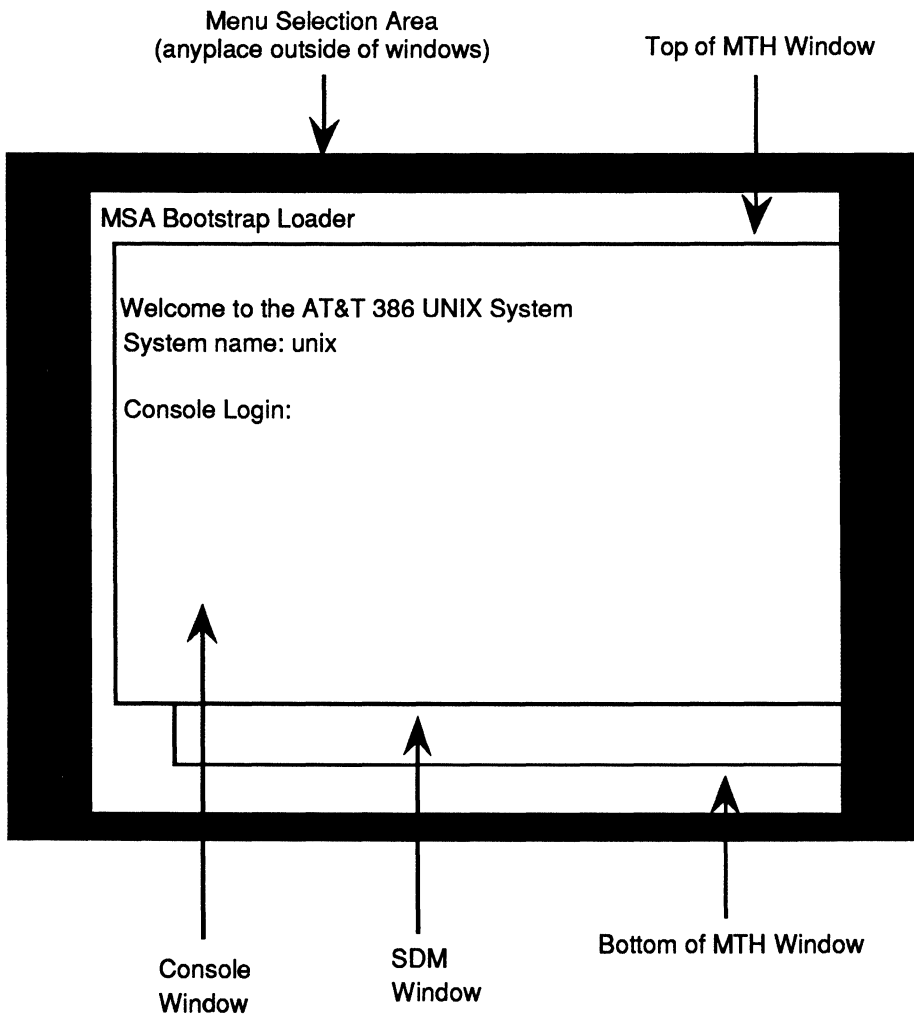 Menu Selection Area
(anyplace outside of windows)
Top of MTH Window
MSA Bootstrap Loader
Welcome to the AT&T 386 UNIX System
System name: unix
Console Login:
Console
Window
SDM
Window
Bottom of MTH Window